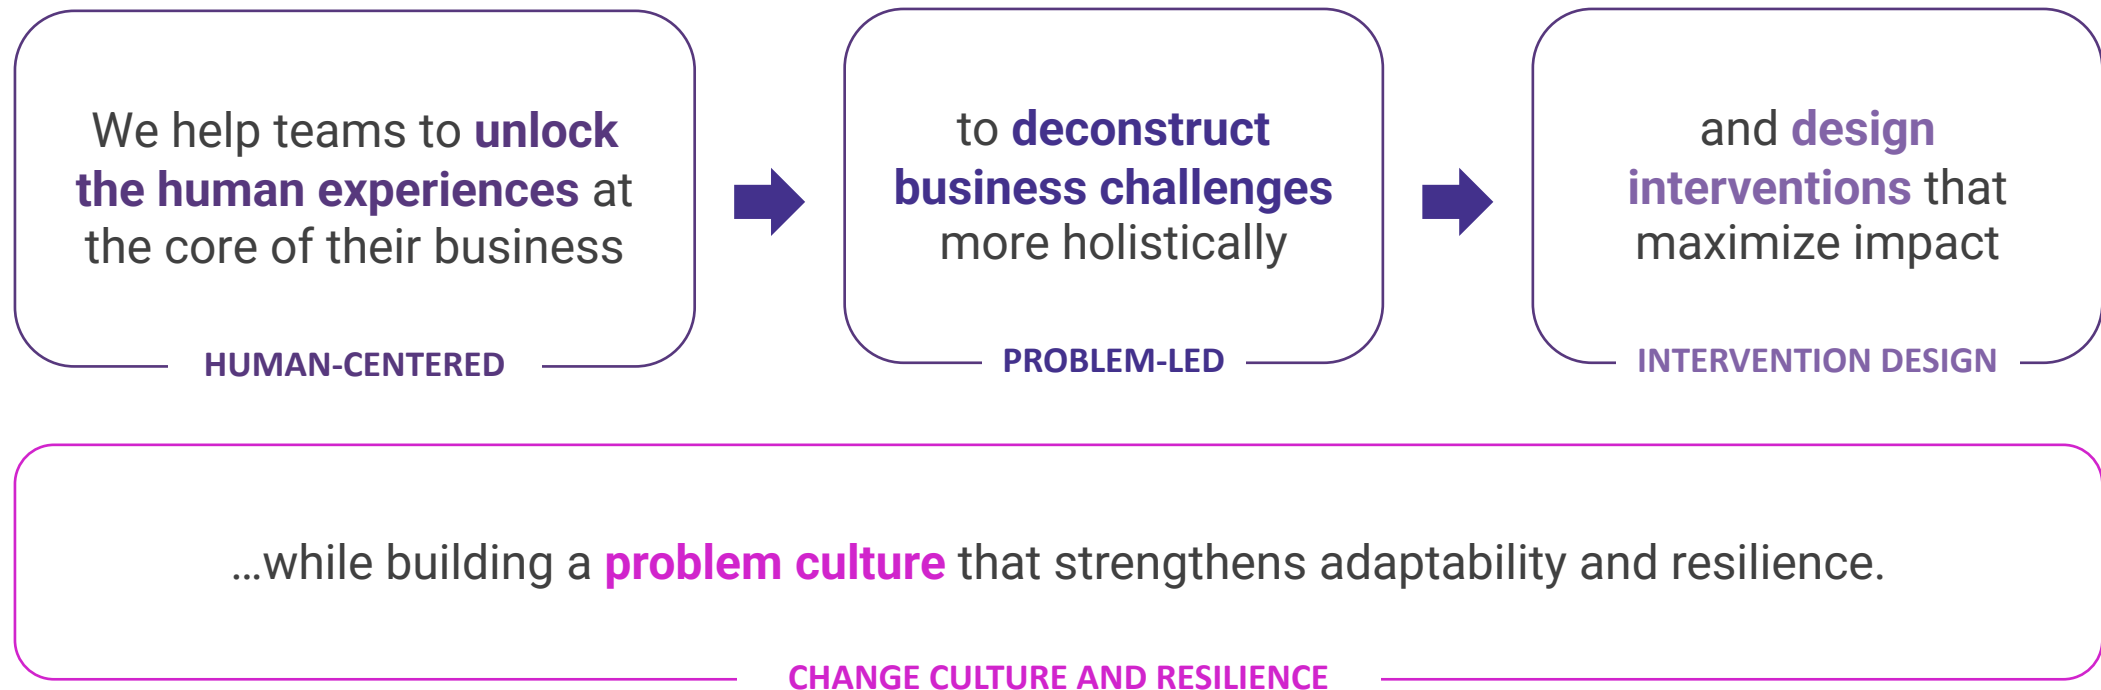 We help teams to unlock
the human experiences at
the core of their business
HUMAN-CENTERED
to deconstruct
business challenges
more holistically
PROBLEM-LED
and design
interventions that
maximize impact
INTERVENTION DESIGN
...while building a problem culture that strengthens adaptability and resilience.
CHANGE CULTURE AND RESILIENCE